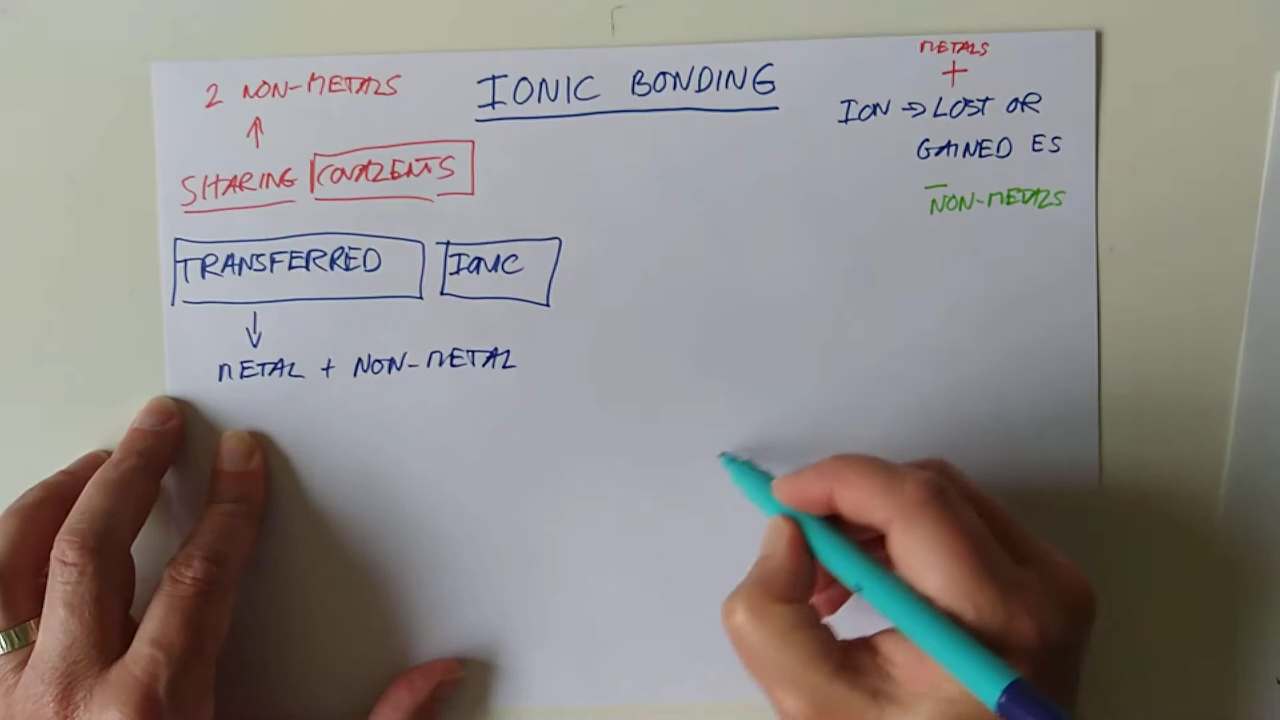 IONIC BONDING
2 NON-METALS
↑
SHARING COVALENTS
TRANSFERRED IONIC
↓
METAL + NON-METAL
METALS
+
ION → LOST OR
GAINED ES
–
NON-METALS